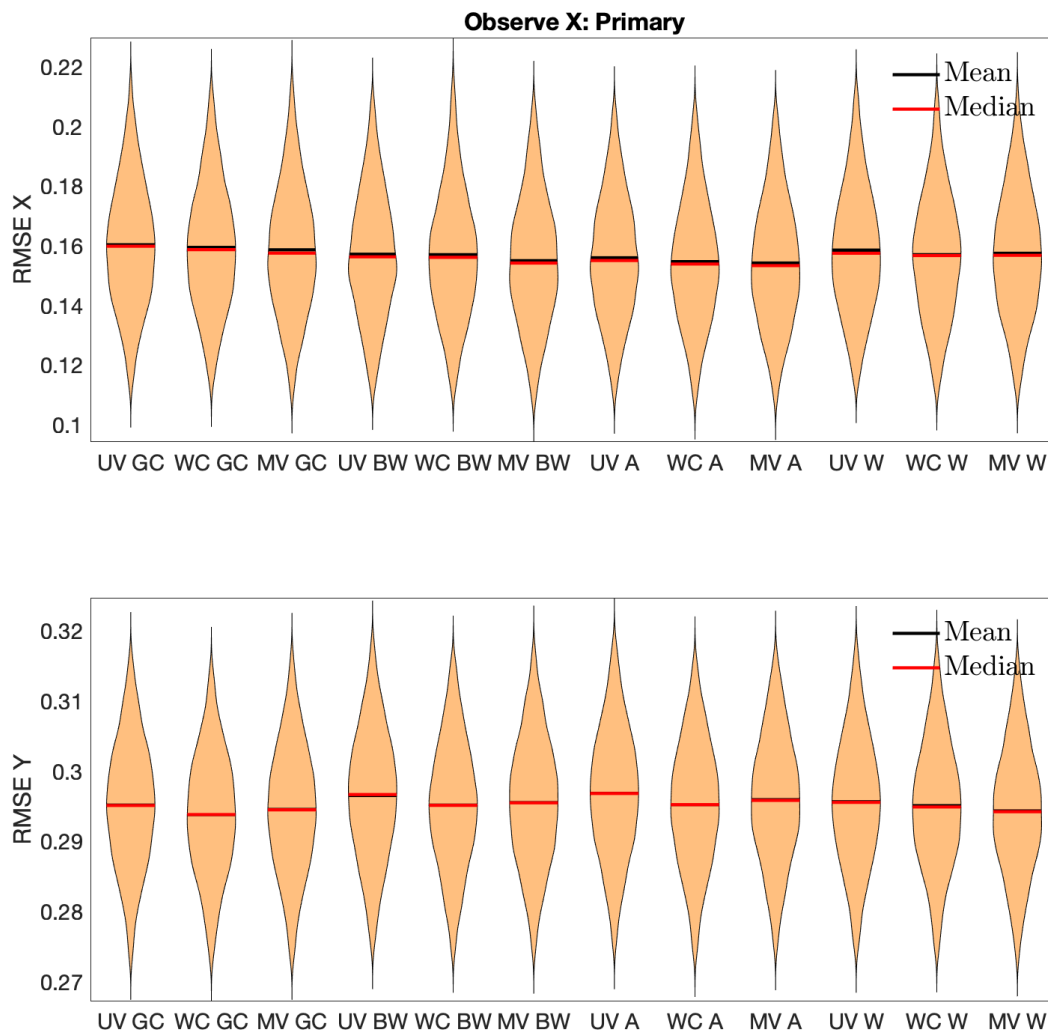 Observe X: Primary
RMSE X
0.22
0.2
0.18
0.16
0.14
0.12
0.1
Mean
Median
UV GC WC GC MV GC UV BW WC BW MV BW UV A WC A MV A UV W WC W MV W
RMSE Y
0.32
0.31
0.3
0.29
0.28
0.27
Mean
Median
UV GC WC GC MV GC UV BW WC BW MV BW UV A WC A MV A UV W WC W MV W